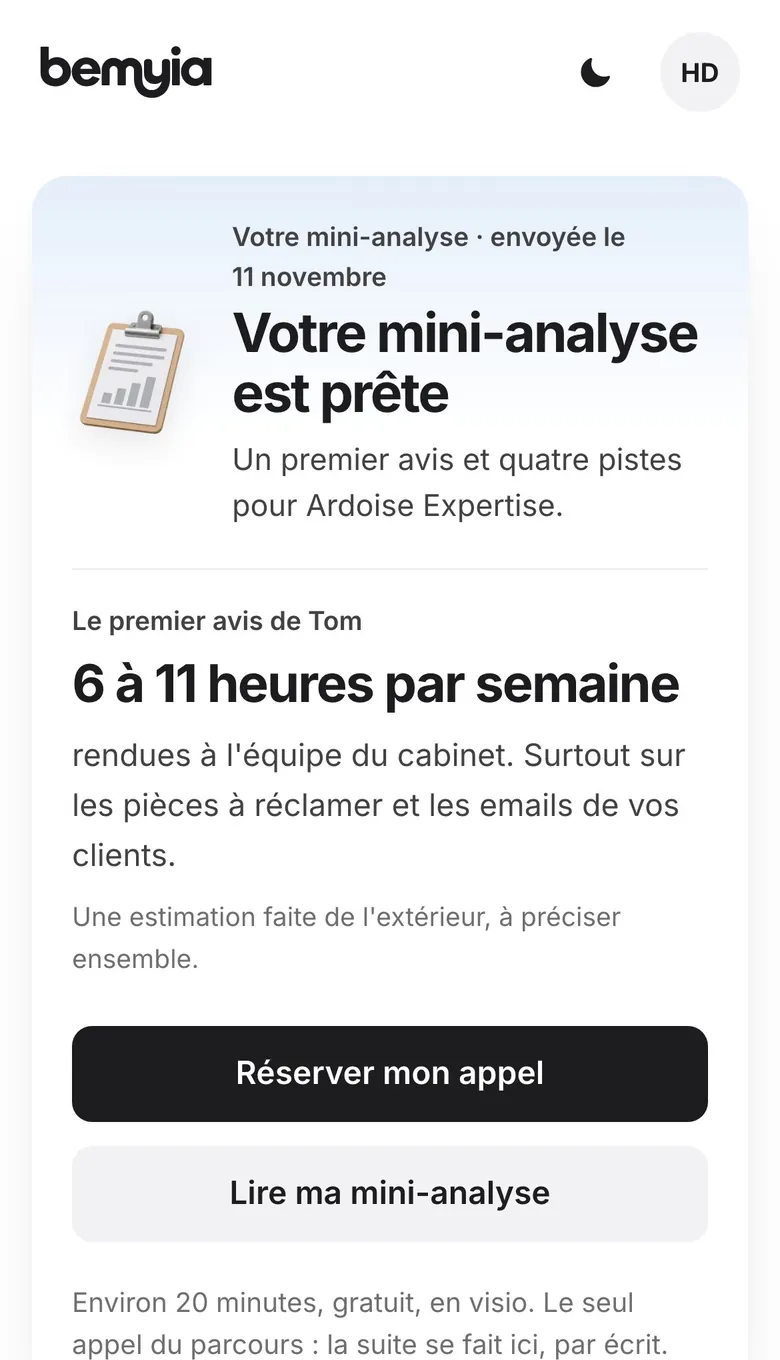 bemyia
HD
Votre mini-analyse · envoyée le
11 novembre
Votre mini-analyse
est prête
Un premier avis et quatre pistes
pour Ardoise Expertise.
Le premier avis de Tom
6 à 11 heures par semaine
rendues à l'équipe du cabinet. Surtout sur
les pièces à réclamer et les emails de vos
clients.
Une estimation faite de l'extérieur, à préciser
ensemble.
Réserver mon appel
Lire ma mini-analyse
Environ 20 minutes, gratuit, en visio. Le seul
appel du parcours : la suite se fait ici, par écrit.